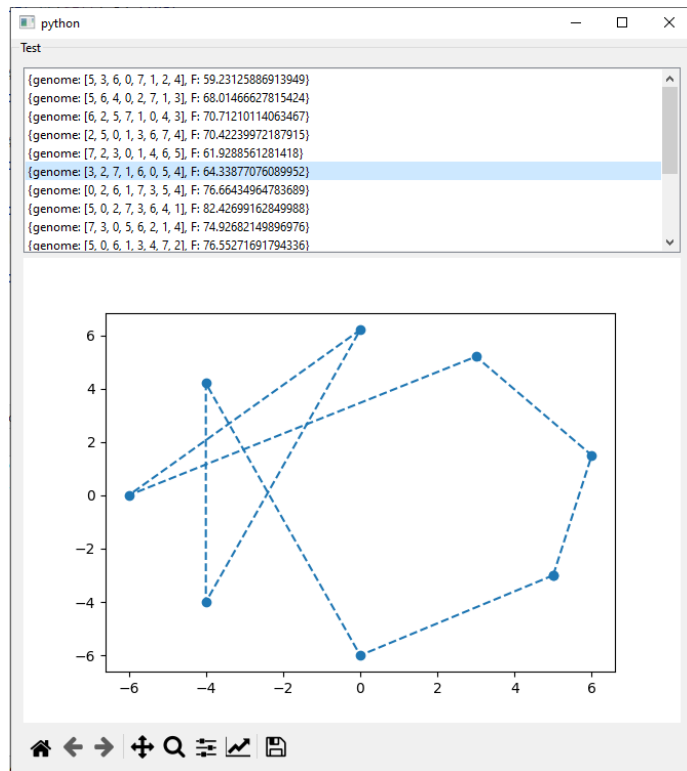 python
Test
{genome: [5, 3, 6, 0, 7, 1, 2, 4], F: 59.23125886913949}
{genome: [5, 6, 4, 0, 2, 7, 1, 3], F: 68.01466627815424}
{genome: [6, 2, 5, 7, 1, 0, 4, 3], F: 70.71210114063467}
{genome: [2, 5, 0, 1, 3, 6, 7, 4], F: 70.42239972187915}
{genome: [7, 2, 3, 0, 1, 4, 6, 5], F: 61.9288561281418}
{genome: [3, 2, 7, 1, 6, 0, 5, 4], F: 64.33877076089952}
{genome: [0, 2, 6, 1, 7, 3, 5, 4], F: 76.66434964783689}
{genome: [5, 0, 2, 7, 3, 6, 4, 1], F: 82.42699162849988}
{genome: [7, 3, 0, 5, 6, 2, 1, 4], F: 74.92682149896976}
{genome: [5, 0, 6, 1, 3, 4, 7, 2], F: 76.55271691794336}
6
4
2
0
−2
−4
−6
−6 −4 −2 0 2 4 6